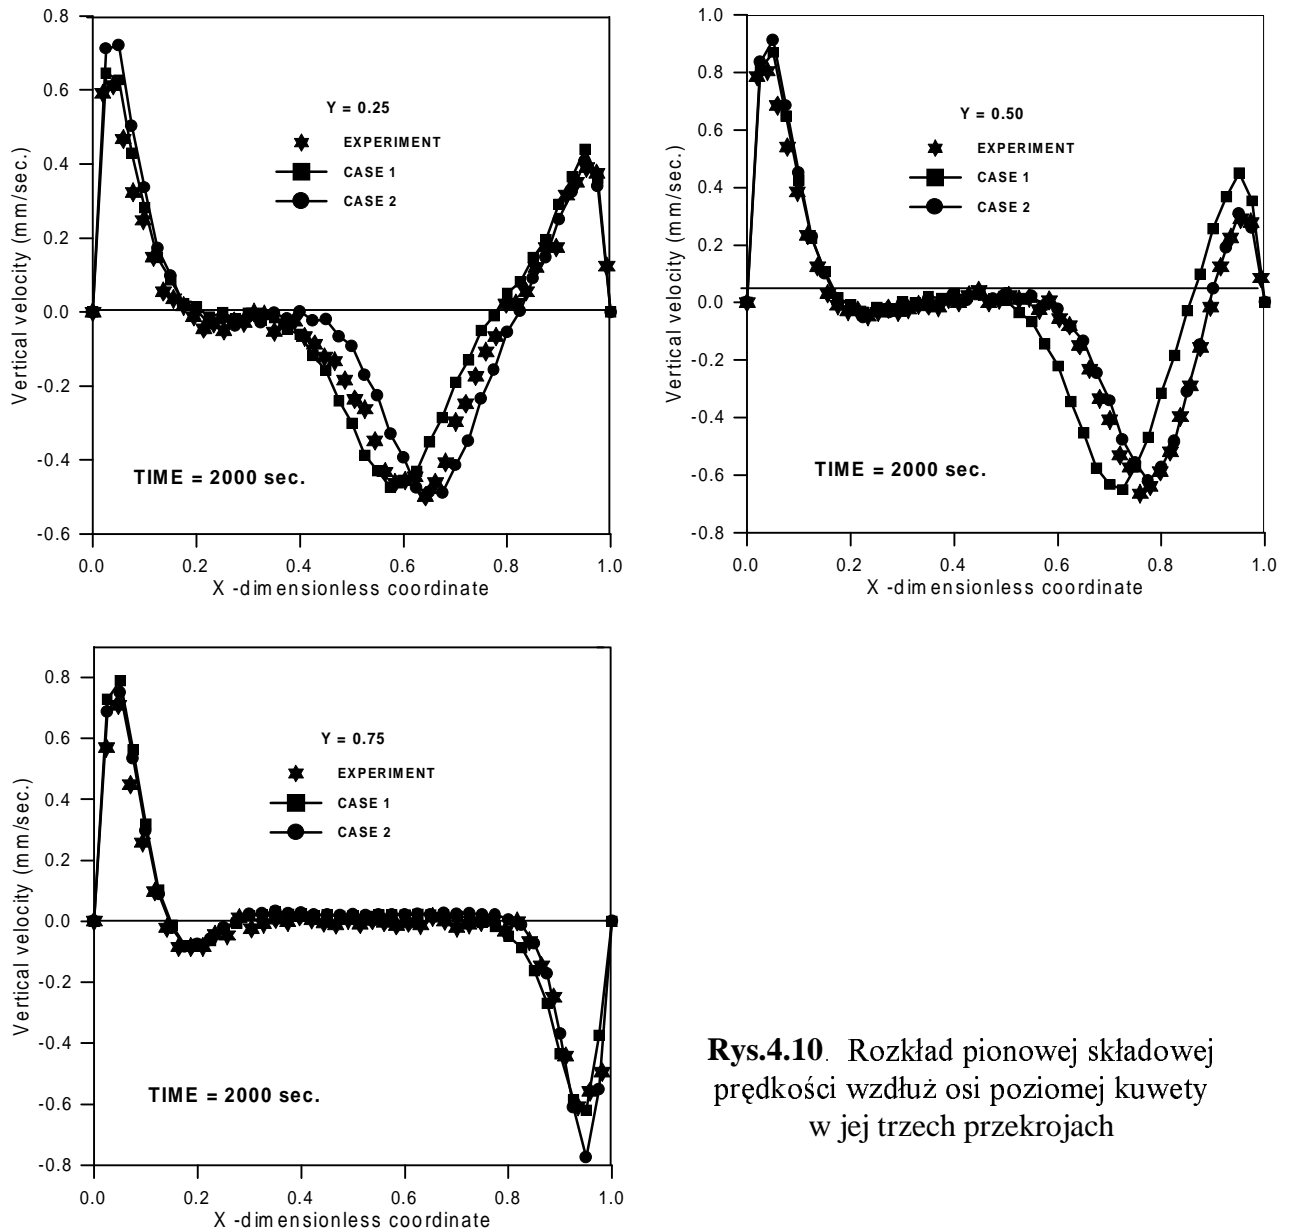 0.8
0.6
0.4
0.2
0.0
-0.2
-0.4
-0.6
Vertical velocity (mm/sec.)
Y = 0.25
EXPERIMENT
CASE 1
CASE 2
TIME = 2000 sec.
0.0 0.2 0.4 0.6 0.8 1.0
X -dimensionless coordinate
1.0
0.8
0.6
0.4
0.2
0.0
-0.2
-0.4
-0.6
-0.8
Vertical velocity (mm/sec.)
Y = 0.50
EXPERIMENT
CASE 1
CASE 2
TIME = 2000 sec.
0.0 0.2 0.4 0.6 0.8 1.0
X -dimensionless coordinate
0.8
0.6
0.4
0.2
0.0
-0.2
-0.4
-0.6
-0.8
Vertical velocity (mm/sec.)
Y = 0.75
EXPERIMENT
CASE 1
CASE 2
TIME = 2000 sec.
0.0 0.2 0.4 0.6 0.8 1.0
X -dimensionless coordinate
Rys.4.10. Rozkład pionowej składowej
prędkości wzdłuż osi poziomej kuwety
w jej trzech przekrojach